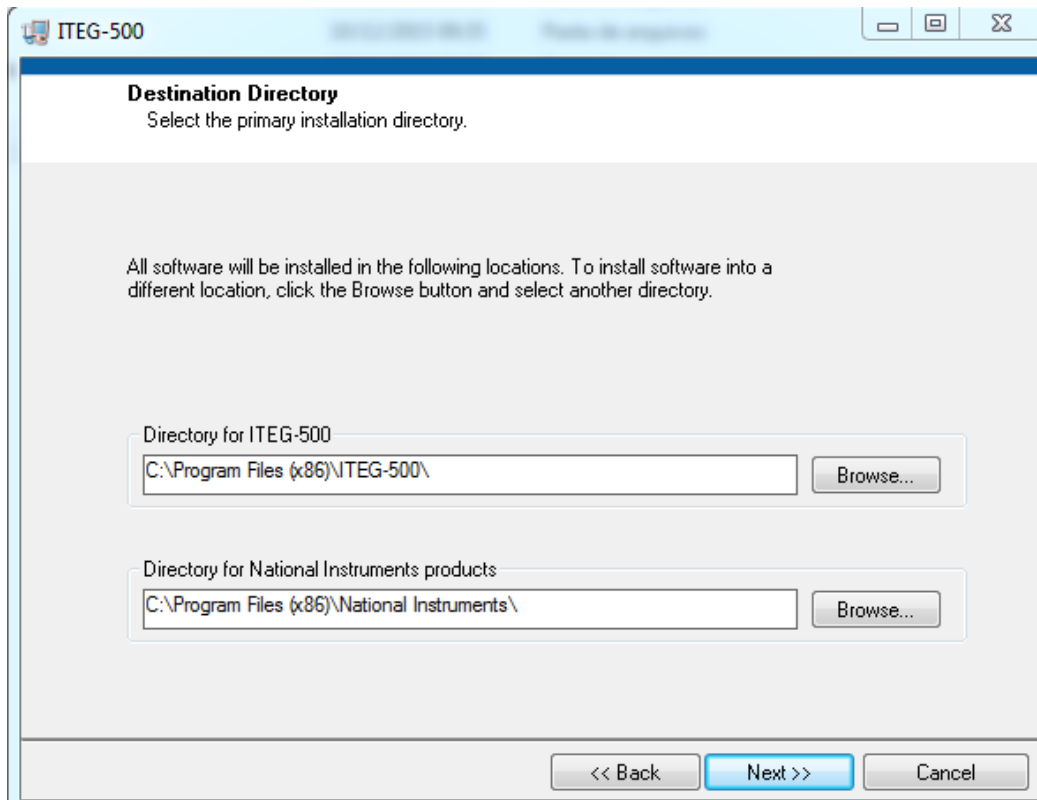 ITEG-500
Destination Directory
Select the primary installation directory.
All software will be installed in the following locations. To install software into a
different location, click the Browse button and select another directory.
Directory for ITEG-500
C:\Program Files (x86)\ITEG-500\
Browse...
Directory for National Instruments products
C:\Program Files (x86)\National Instruments\
Browse...
<< Back
Next >>
Cancel